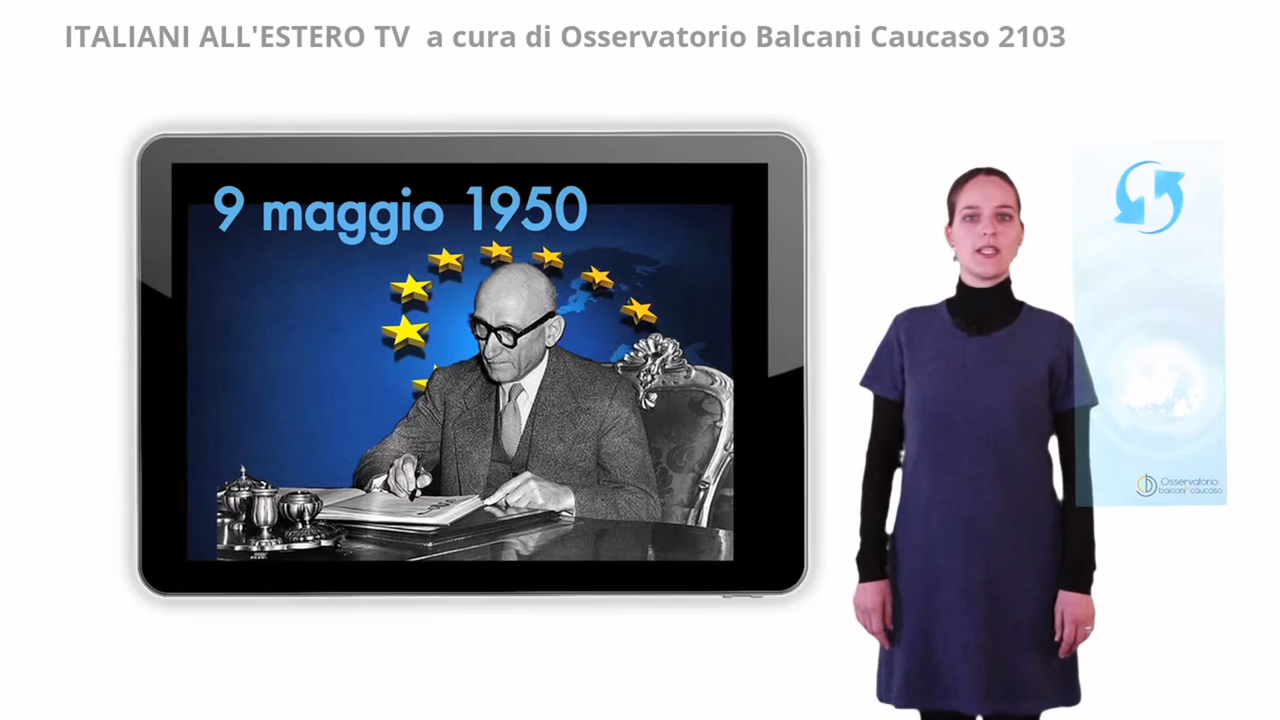 ITALIANI ALL'ESTERO TV a cura di Osservatorio Balcani Caucaso 2103
9 maggio 1950
Osservatorio
balcani caucaso